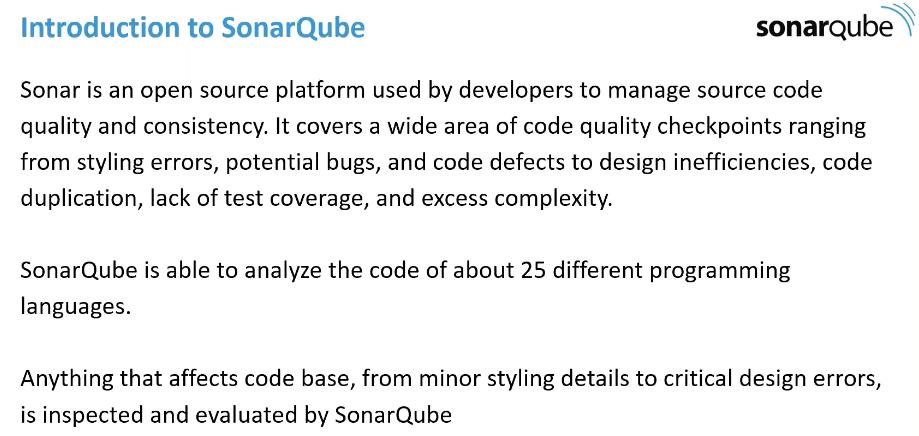 Introduction to SonarQube
sonarqube
Sonar is an open source platform used by developers to manage source code
quality and consistency. It covers a wide area of code quality checkpoints ranging
from styling errors, potential bugs, and code defects to design inefficiencies, code
duplication, lack of test coverage, and excess complexity.
SonarQube is able to analyze the code of about 25 different programming
languages.
Anything that affects code base, from minor styling details to critical design errors,
is inspected and evaluated by SonarQube